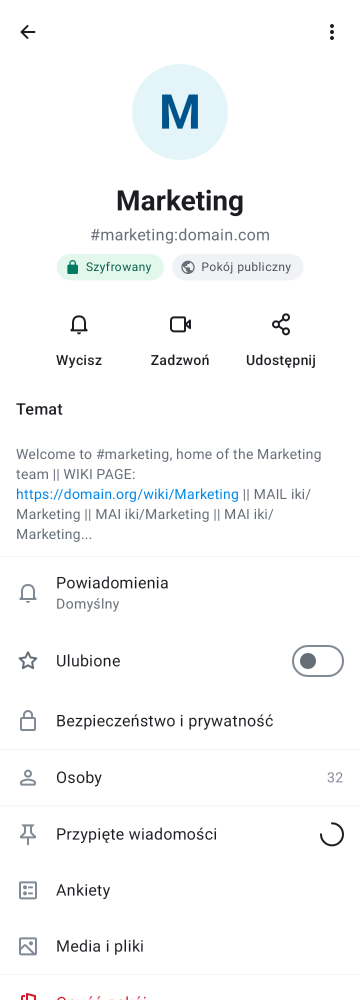 M
Marketing
#marketing:domain.com
Szyfrowany Pokój publiczny
Wycisz Zadzwoń Udostępnij
Temat
Welcome to #marketing, home of the Marketing
team || WIKI PAGE:
https://domain.org/wiki/Marketing || MAIL iki/
Marketing || MAI iki/Marketing || MAI iki/
Marketing...
Powiadomienia
Domyślny
Ulubione
Bezpieczeństwo i prywatność
Osoby 32
Przypięte wiadomości
Ankiety
Media i pliki